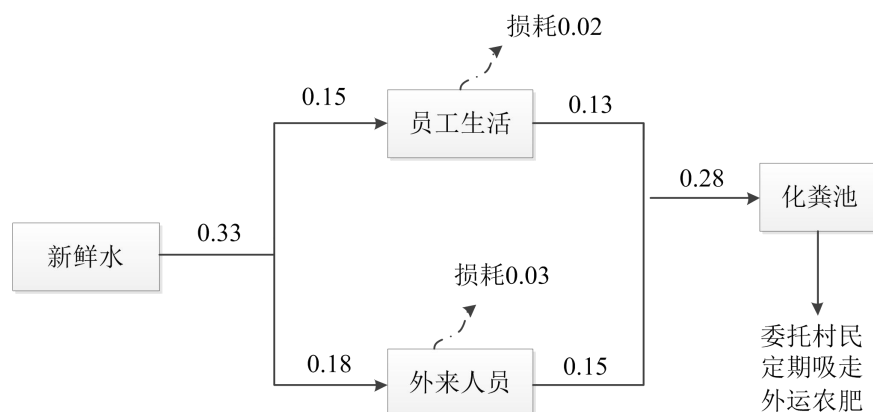 损耗0.02
0.15
员工生活
0.13
0.28
化粪池
新鲜水
0.33
损耗0.03
0.18
外来人员
0.15
委托村民
定期吸走
外运农肥